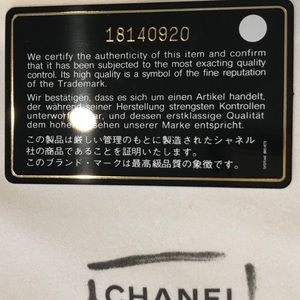 18140920
We certify the authenticity of this item and confirm
that it has been subjected to the most exacting quality
control. Its high quality is a symbol of the fine reputation
of the Trademark.
Wir bestätigen, dass es sich um einen Artikel handelt,
der während seiner Herstellung strengsten Kontrollen
unterworfen war, und dessen erstklassige Qualität
dem hohen Ansehen unserer Marke entspricht.
この製品は厳しい管理のもとに製造されたシャネル
社の商品であることを証明いたします。
このブランド・マークは最高級品質の象徴です。
CHANEL